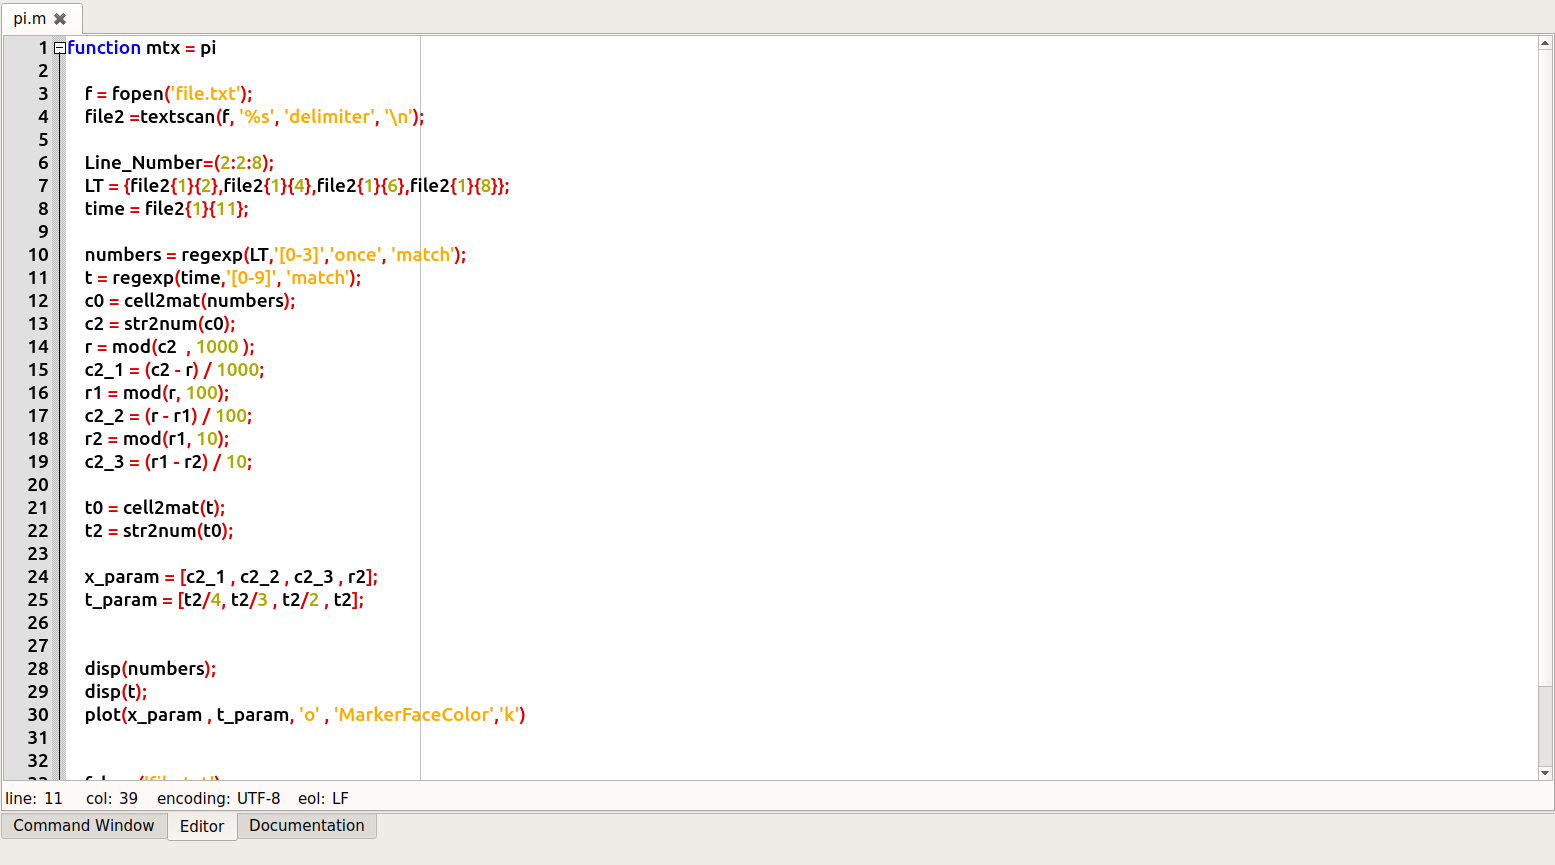 pi.m
1 function mtx = pi
2
3 f = fopen('file.txt');
4 file2 =textscan(f, '%s', 'delimiter', '\n');
5
6 Line_Number=(2:2:8);
7 LT = {file2{1}{2},file2{1}{4},file2{1}{6},file2{1}{8}};
8 time = file2{1}{11};
9
10 numbers = regexp(LT,'[0-3]','once', 'match');
11 t = regexp(time,'[0-9]', 'match');
12 c0 = cell2mat(numbers);
13 c2 = str2num(c0);
14 r = mod(c2  , 1000 );
15 c2_1 = (c2 - r) / 1000;
16 r1 = mod(r, 100);
17 c2_2 = (r - r1) / 100;
18 r2 = mod(r1, 10);
19 c2_3 = (r1 - r2) / 10;
20
21 t0 = cell2mat(t);
22 t2 = str2num(t0);
23
24 x_param = [c2_1 , c2_2 , c2_3 , r2];
25 t_param = [t2/4, t2/3 , t2/2 , t2];
26
27
28 disp(numbers);
29 disp(t);
30 plot(x_param , t_param, 'o' , 'MarkerFaceColor','k')
31
32
line: 11 col: 39 encoding: UTF-8 eol: LF
Command Window Editor Documentation